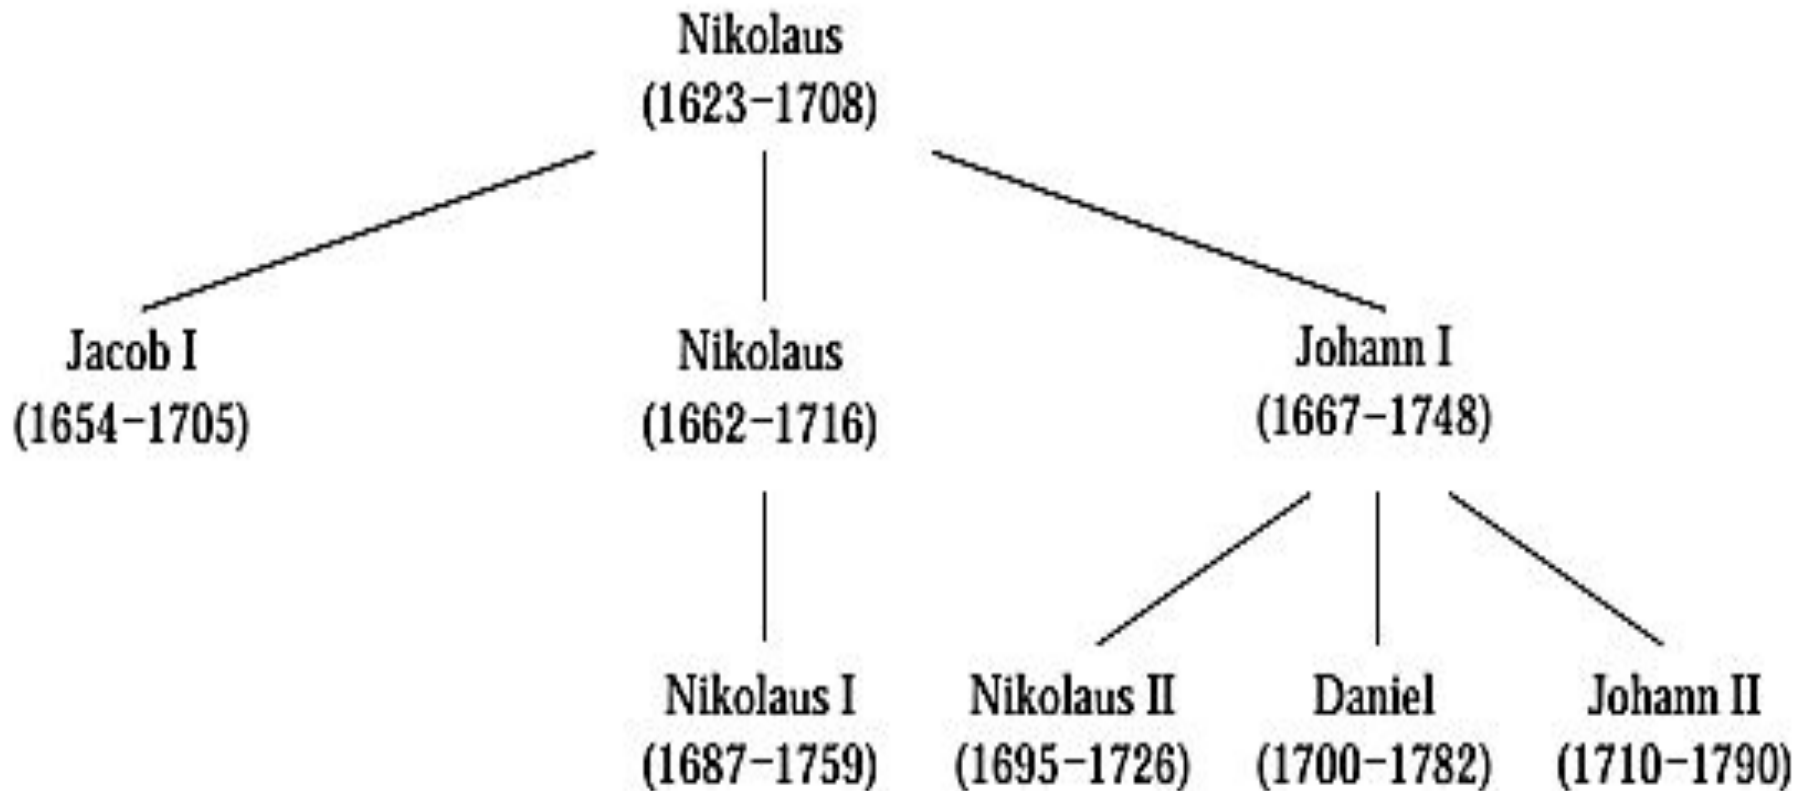 Nikolaus
(1623-1708)
Jacob I
(1654-1705)
Nikolaus
(1662-1716)
Johann I
(1667-1748)
Nikolaus I
(1687-1759)
Nikolaus II
(1695-1726)
Daniel
(1700-1782)
Johann II
(1710-1790)